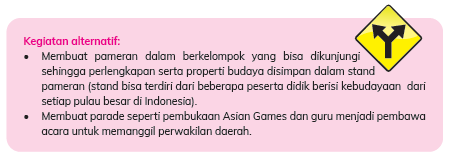 Kegiatan alternatif:
• Membuat pameran dalam berkelompok yang bisa dikunjungi
sehingga perlengkapan serta properti budaya disimpan dalam stand
pameran (stand bisa terdiri dari beberapa peserta didik berisi kebudayaan dari
setiap pulau besar di Indonesia).
• Membuat parade seperti pembukaan Asian Games dan guru menjadi pembawa
acara untuk memanggil perwakilan daerah.